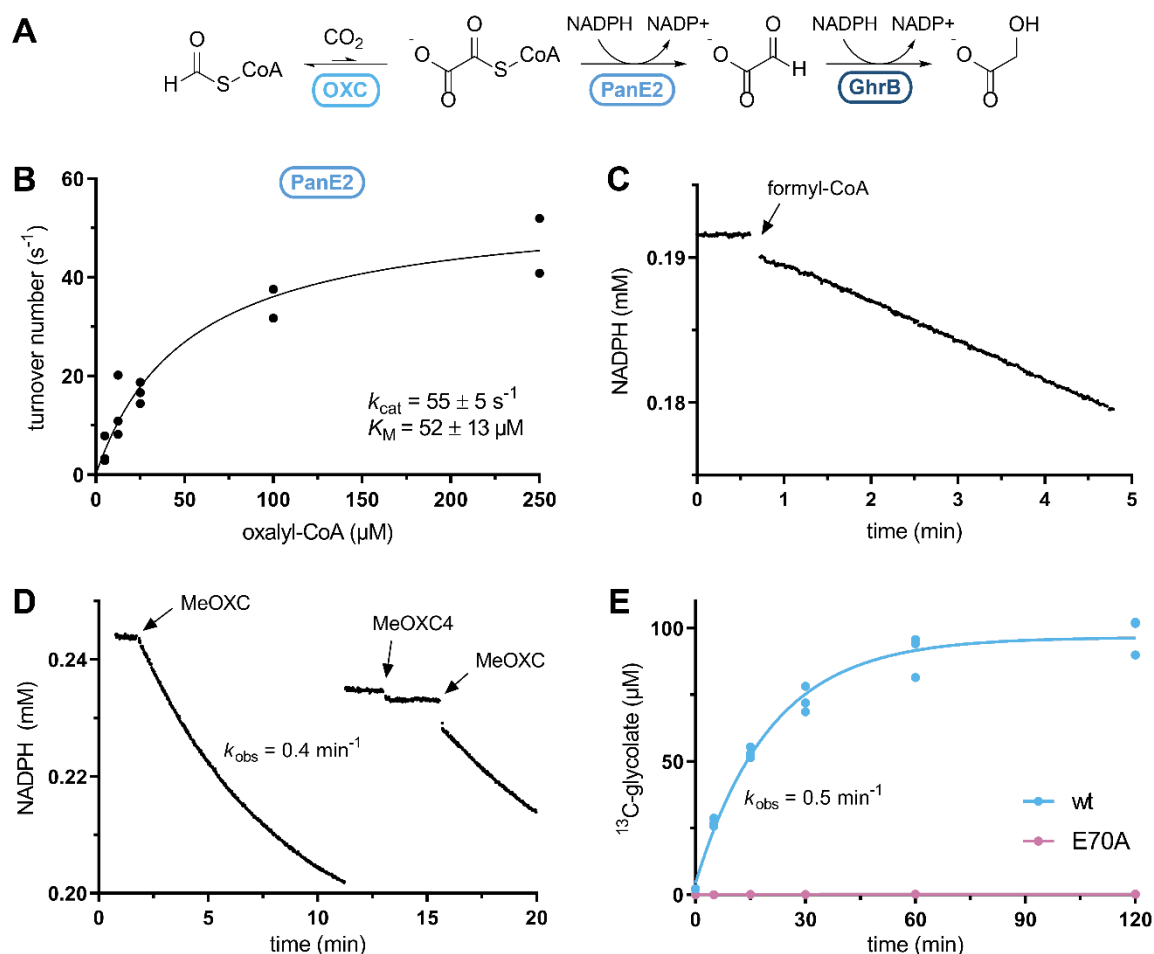 A
O
H
S
CoA
CO2
OXC
-
O
O
O
S
CoA
NADPH NADP+
PanE2
-
O
O
O
H
NADPH NADP+
GhrB
-
O
OH
O
B
PanE2
60
40
20
0
turnover number (s-1)
kcat = 55 ± 5 s-1
KM = 52 ± 13 µM
0 50 100 150 200 250
oxalyl-CoA (µM)
C
formyl-CoA
0.19
0.18
NADPH (mM)
0 1 2 3 4 5
time (min)
D
MeOXC
MeOXC4
MeOXC
0.24
0.22
0.20
NADPH (mM)
kobs = 0.4 min-1
0 5 10 15 20
time (min)
E
100
50
0
13C-glycolate (µM)
kobs = 0.5 min-1
wt
E70A
0 30 60 90 120
time (min)